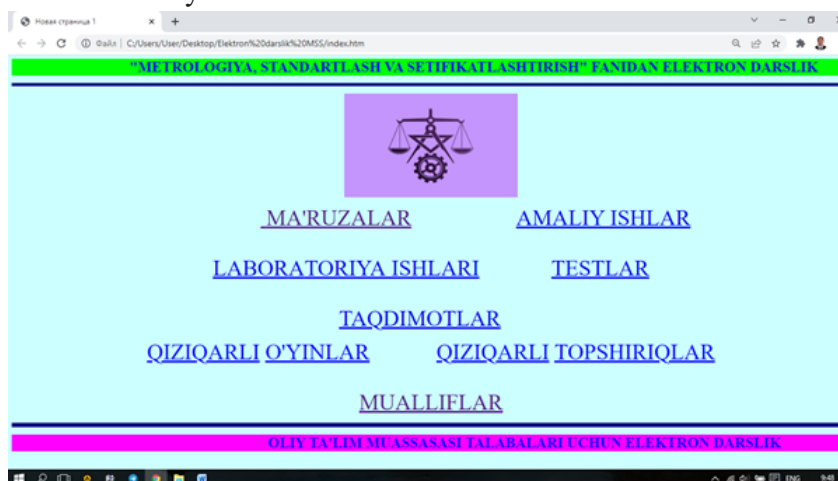 Новая страница 1
Файл | C:/Users/User/Desktop/Elektron%20darslik%20MSS/index.htm
"METROLOGIYA, STANDARTLASH VA SETIFIKATLASHTIRISH" FANIDAN ELEKTRON DARSLIK
MA'RUZALAR AMALIY ISHLAR
LABORATORIYA ISHLARI TESTLAR
TAQDIMOTLAR
QIZIQARLI O'YINLAR QIZIQARLI TOPSHIRIQLAR
MUALLIFLAR
OLIY TA'LIM MUASSASASI TALABALARI UCHUN ELEKTRON DARSLIK
ENG 9:48